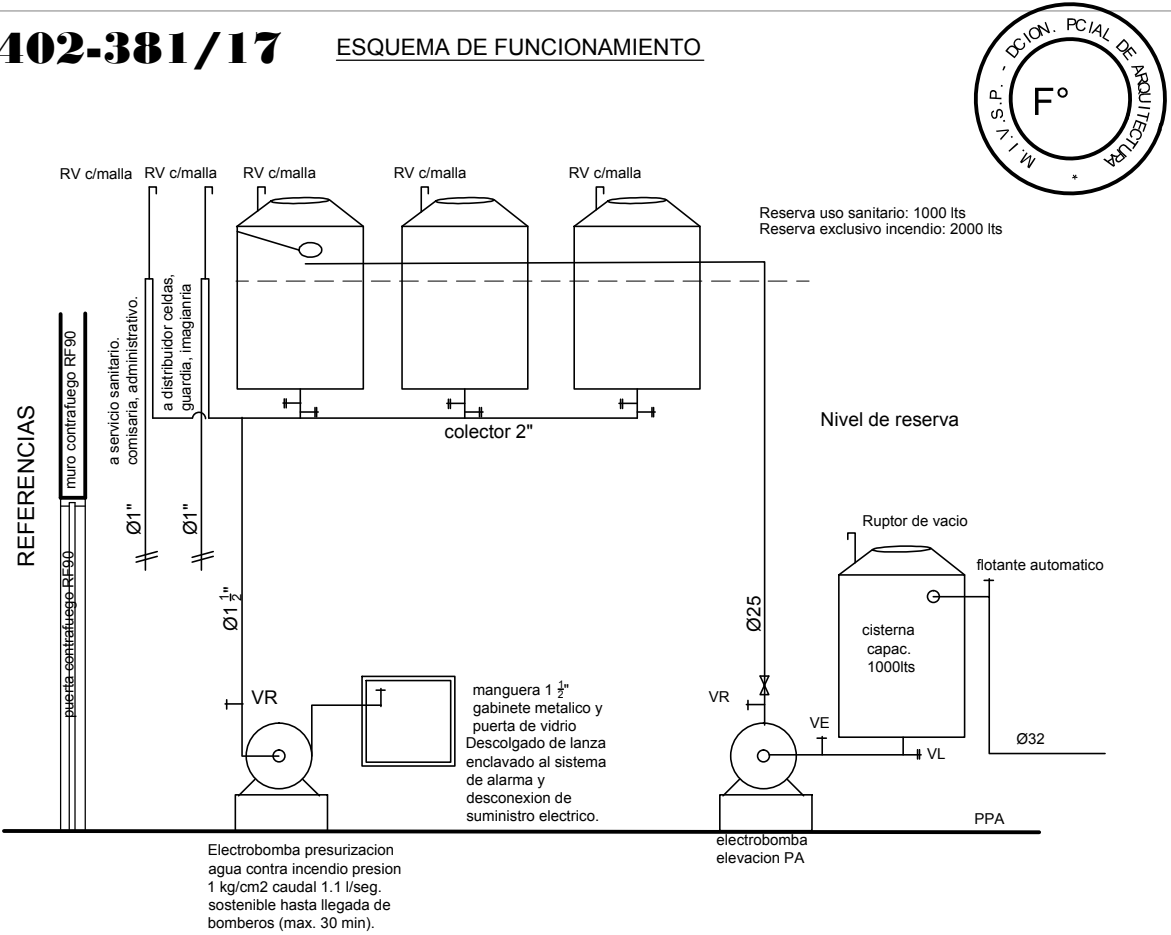 402-381/17
ESQUEMA DE FUNCIONAMIENTO
M.I.V.S.P. - DCION. PCIAL DE ARQUITECTURA *
F°
RV c/malla
RV c/malla
RV c/malla
RV c/malla
RV c/malla
Reserva uso sanitario: 1000 lts
Reserva exclusivo incendio: 2000 lts
REFERENCIAS
muro contrafuego RF90
puerta contrafuego RF90
a servicio sanitario.
comisaria, administrativo.
a distribuidor celdas,
guardia, imagianria
Ø1"
Ø1"
colector 2"
Nivel de reserva
Ø1 1/2"
Ø25
Ruptor de vacio
flotante automatico
cisterna
capac.
1000lts
VR
manguera 1 1/2"
gabinete metalico y
puerta de vidrio
Descolgado de lanza
enclavado al sistema
de alarma y
desconexion de
suministro electrico.
VR
VE
VL
Ø32
PPA
Electrobomba presurizacion
agua contra incendio presion
1 kg/cm2 caudal 1.1 l/seg.
sostenible hasta llegada de
bomberos (max. 30 min).
electrobomba
elevacion PA